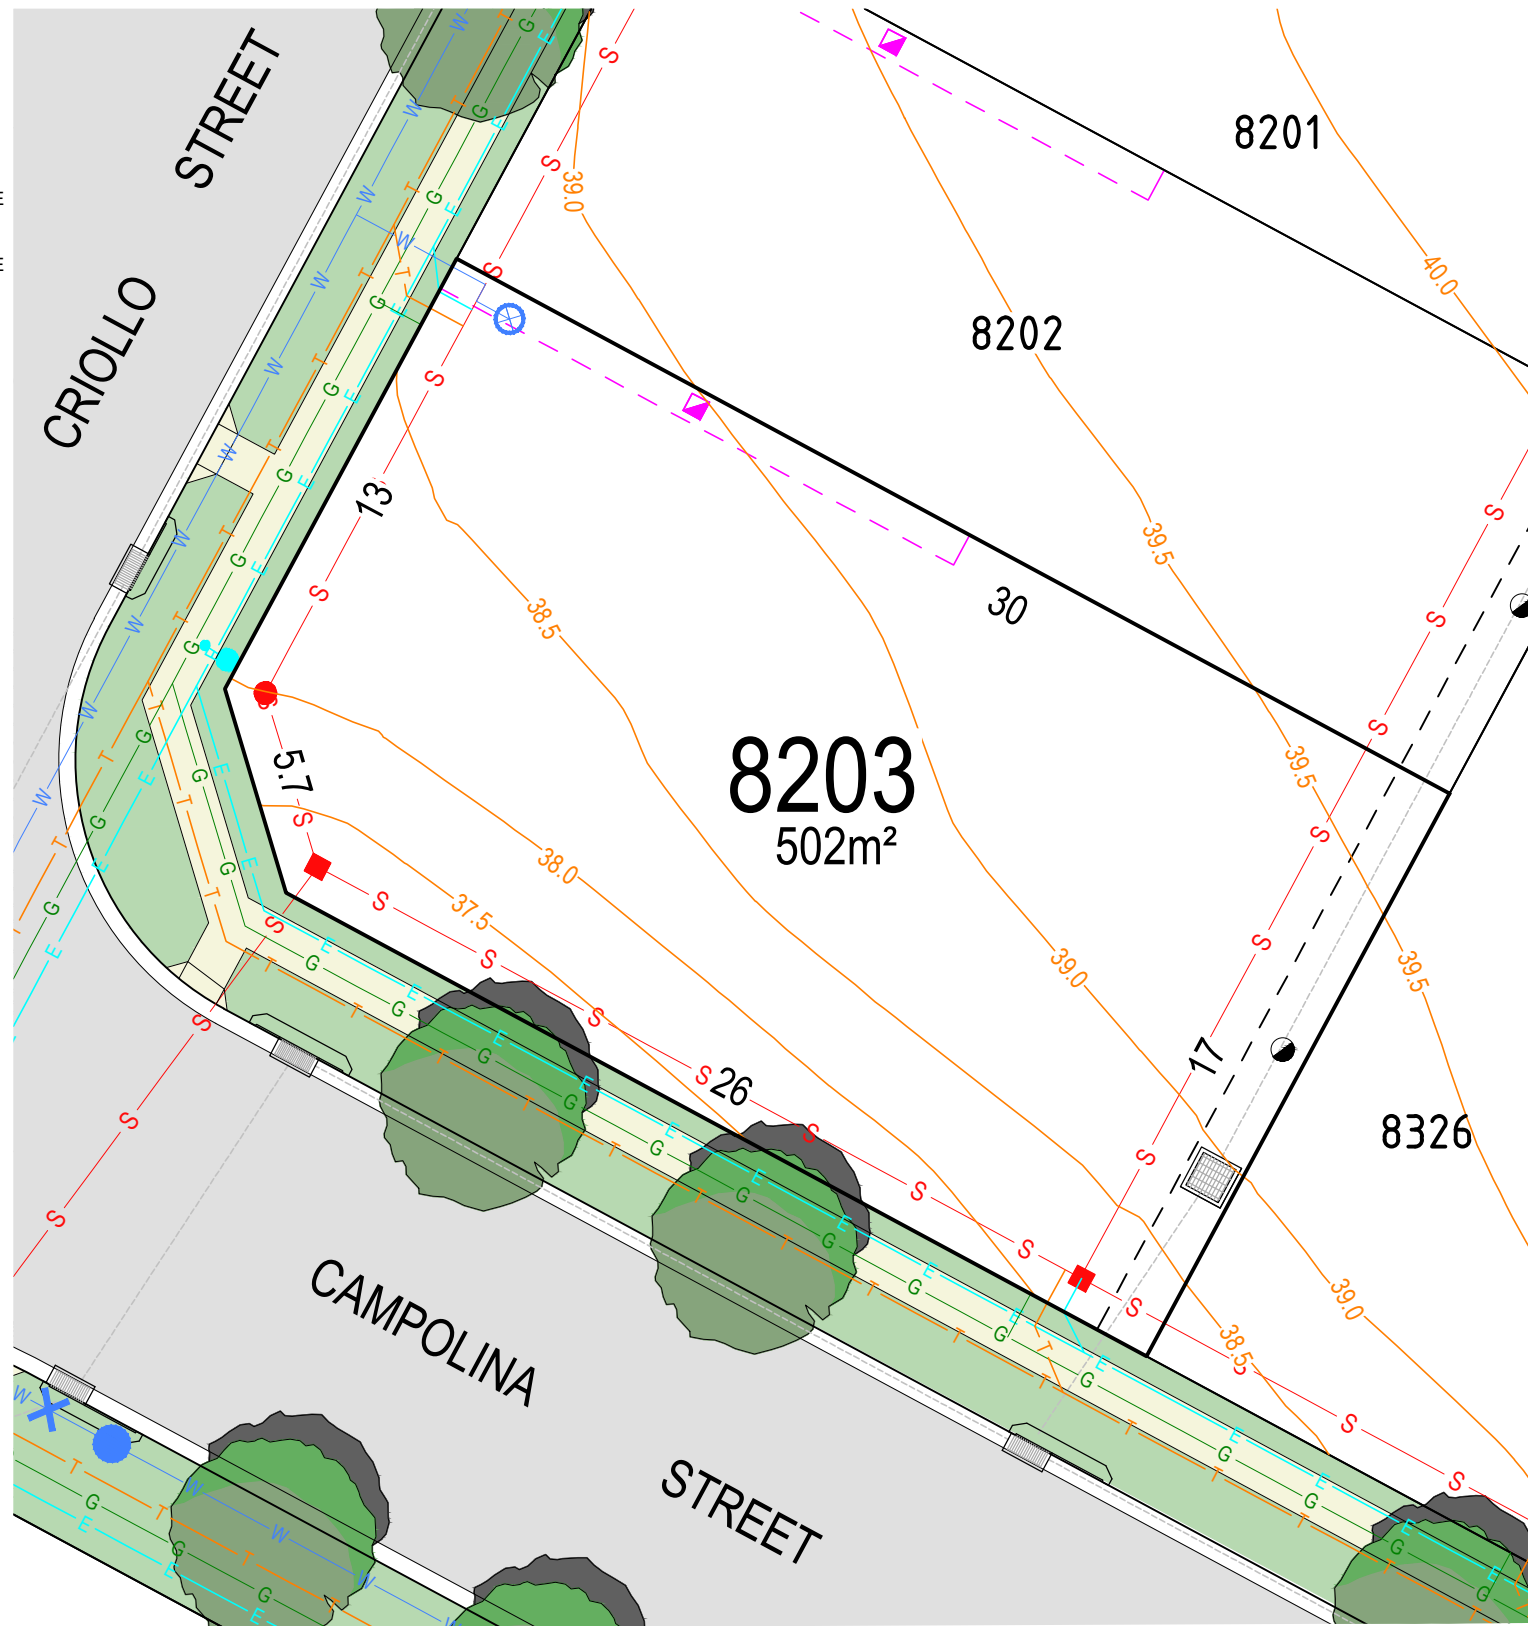 CRIOLLO STREET
8201
8202
39.0
40.0
13
38.5
30
39.5
5.7
8203
502m²
39.5
38.0
37.5
39.0
39.5
17
26
8326
CAMPOLINA STREET
39.0
38.5
S S S S S S S S S S S S S S S S S S S S S S S S S S S S S S S
W W W W W W W W W W W W W W W W
T T T T T T T T T T T T T T T T T T T T T T T T T T
G G G G G G G G G G G G G G G G G G G G G G G G G G G G
E E E E E E E E E E E E E E E E E E E E E E E